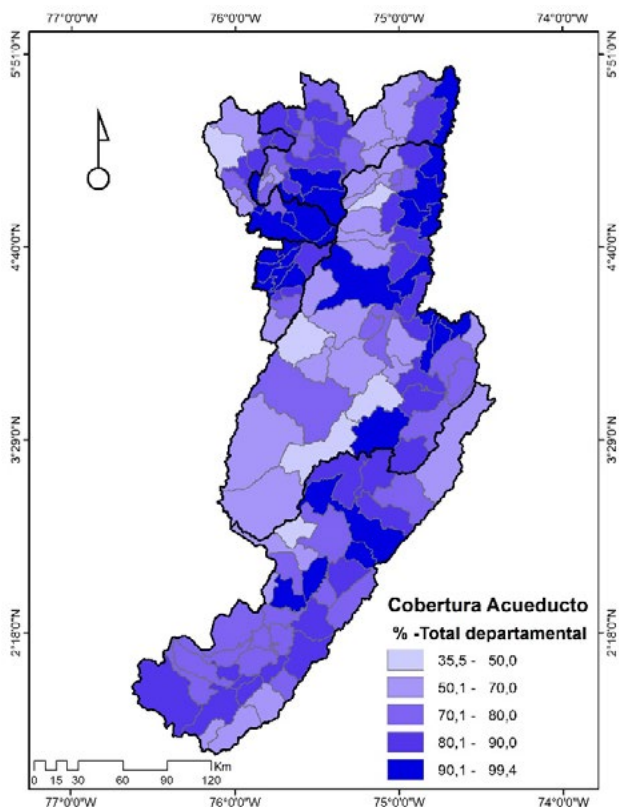 77°0'0"W 76°0'0"W 75°0'0"W 74°0'0"W
5°51'0"N 5°51'0"N
4°40'0"N 4°40'0"N
3°29'0"N 3°29'0"N
2°18'0"N 2°18'0"N
Cobertura Acueducto
% -Total departamental
35,5 - 50,0
50,1 - 70,0
70,1 - 80,0
80,1 - 90,0
90,1 - 99,4
Km
0 15 30 60 90 120
77°0'0"W 76°0'0"W 75°0'0"W 74°0'0"W